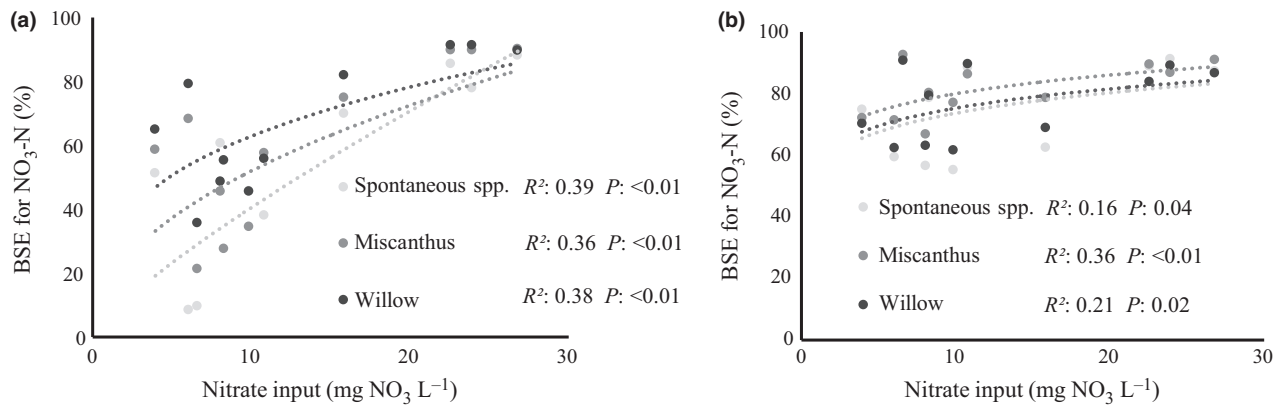 (a)
BSE for NO₃-N (%)
100
80
60
40
20
0
0 10 20 30
Nitrate input (mg NO₃ L⁻¹)
Spontaneous spp. R²: 0.39 P: <0.01
Miscanthus R²: 0.36 P: <0.01
Willow R²: 0.38 P: <0.01
(b)
BSE for NO₃-N (%)
100
80
60
40
20
0
0 10 20 30
Nitrate input (mg NO₃ L⁻¹)
Spontaneous spp. R²: 0.16 P: 0.04
Miscanthus R²: 0.36 P: <0.01
Willow R²: 0.21 P: 0.02